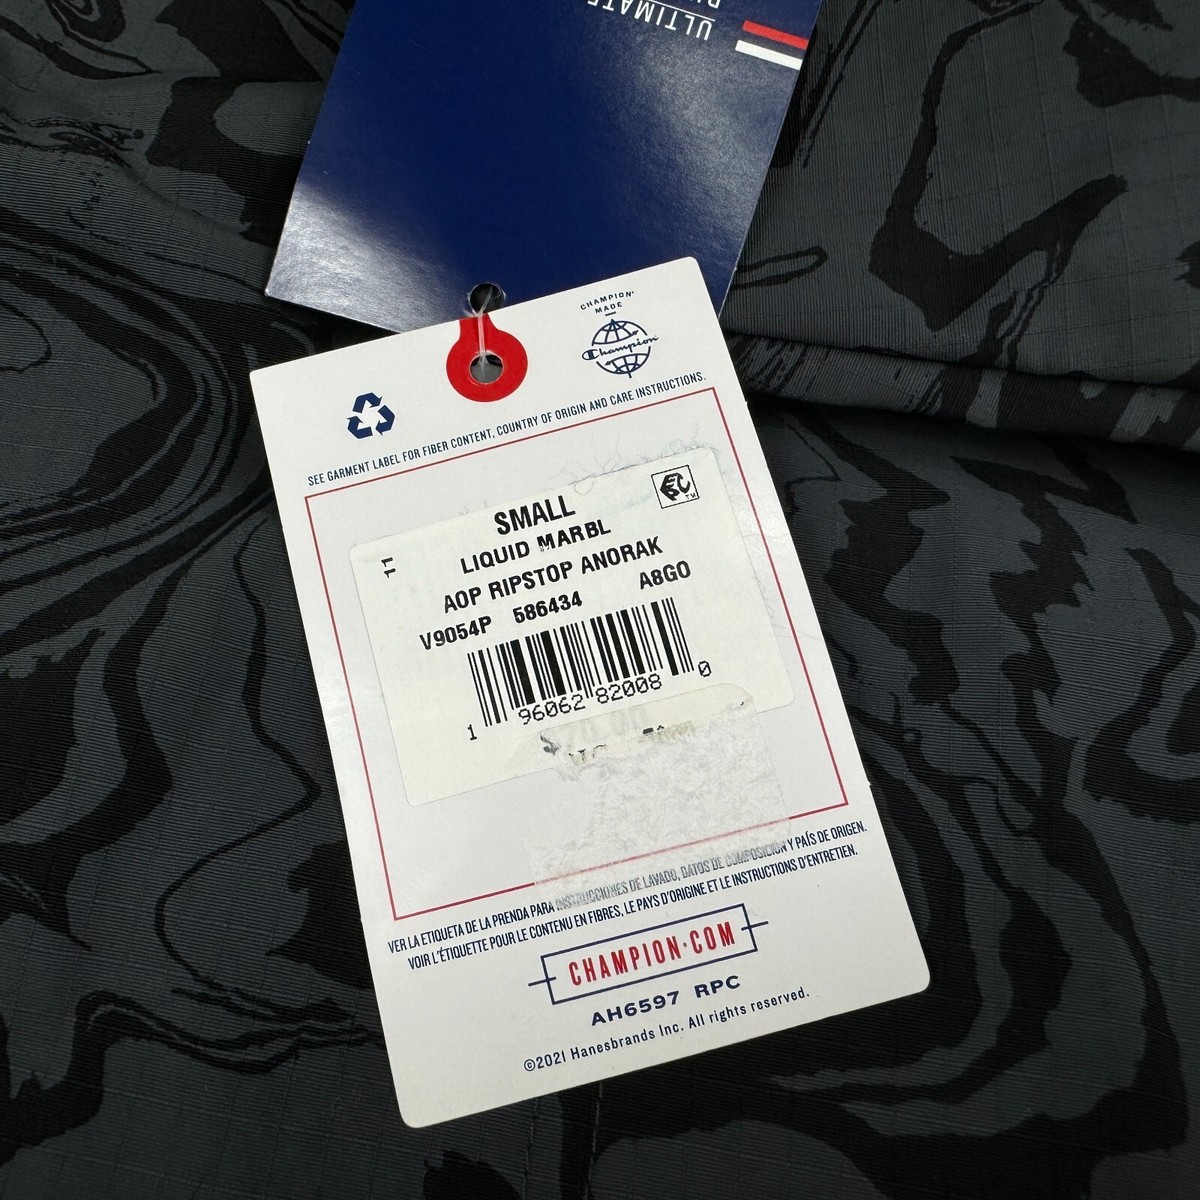 ULTIMATE
CHAMPION
MADE
Champion
SEE GARMENT LABEL FOR FIBER CONTENT, COUNTRY OF ORIGIN AND CARE INSTRUCTIONS.
SMALL
LIQUID MARBL
11
AOP RIPSTOP ANORAK
V9054P 586434 A8GO
1 96062 82008 0
VER LA ETIQUETA DE LA PRENDA PARA INSTRUCCIONES DE LAVADO, DATOS DE COMPOSICIÓN Y PAÍS DE ORIGEN.
VOIR L'ÉTIQUETTE POUR LE CONTENU EN FIBRES, LE PAYS D'ORIGINE ET LE INSTRUCTIONS D'ENTRETIEN.
CHAMPION·COM
AH6597 RPC
©2021 Hanesbrands Inc. All rights reserved.